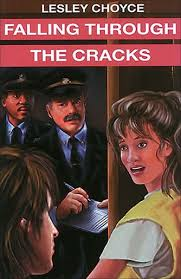 LESLEY CHOYCE
FALLING THROUGH
THE CRACKS